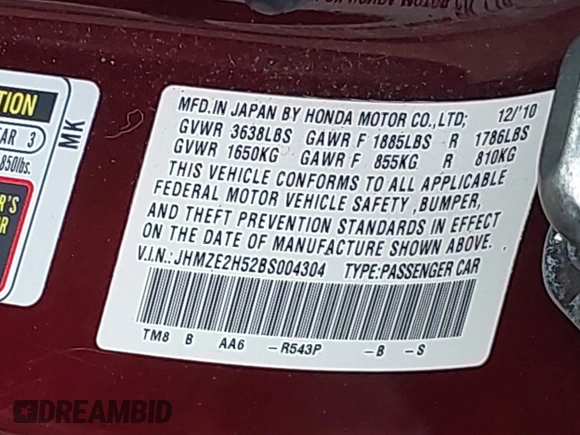 MFD.IN JAPAN BY HONDA MOTOR CO.,LTD; 12/'10
GVWR 3638LBS GAWR F 1885LBS R 1786LBS
GVWR 1650KG GAWR F 855KG R 810KG
THIS VEHICLE CONFORMS TO ALL APPLICABLE
FEDERAL MOTOR VEHICLE SAFETY ,BUMPER,
AND THEFT PREVENTION STANDARDS IN EFFECT
ON THE DATE OF MANUFACTURE SHOWN ABOVE.
V.I.N.:JHMZE2H52BS004304 TYPE:PASSENGER CAR
TM8 B AA6 -R543P -B -S
3
850lbs.
MK
DREAMBID